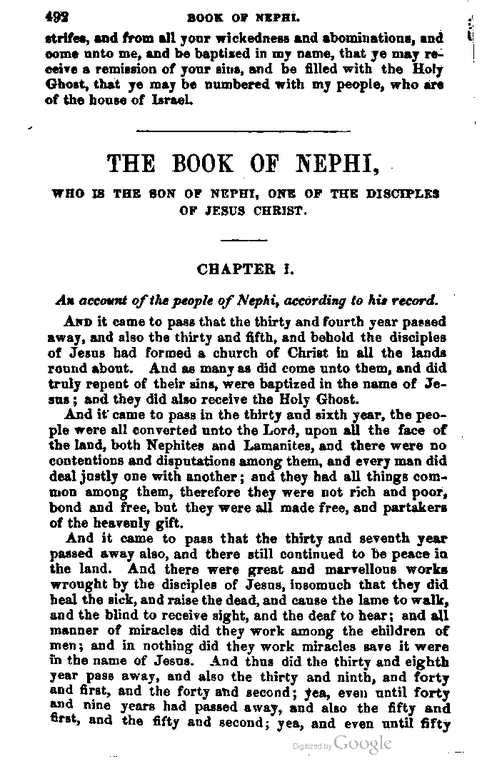 492 BOOK OF NEPHI.
strifes, and from all your wickedness and abominations, and
come unto me, and be baptized in my name, that ye may re-
ceive a remission of your sins, and be filled with the Holy
Ghost, that ye may be numbered with my people, who are
of the house of Israel.
THE BOOK OF NEPHI,
WHO IS THE SON OF NEPHI, ONE OF THE DISCIPLES
OF JESUS CHRIST.
CHAPTER I.
An account of the people of Nephi, according to his record.
AND it came to pass that the thirty and fourth year passed
away, and also the thirty and fifth, and behold the disciples
of Jesus had formed a church of Christ in all the lands
round about. And as many as did come unto them, and did
truly repent of their sins, were baptized in the name of Je-
sus; and they did also receive the Holy Ghost.
And it came to pass in the thirty and sixth year, the peo-
ple were all converted unto the Lord, upon all the face of
the land, both Nephites and Lamanites, and there were no
contentions and disputations among them, and every man did
deal justly one with another; and they had all things com-
mon among them, therefore they were not rich and poor,
bond and free, but they were all made free, and partakers
of the heavenly gift.
And it came to pass that the thirty and seventh year
passed away also, and there still continued to be peace in
the land. And there were great and marvellous works
wrought by the disciples of Jesus, insomuch that they did
heal the sick, and raise the dead, and cause the lame to walk,
and the blind to receive sight, and the deaf to hear; and all
manner of miracles did they work among the children of
men; and in nothing did they work miracles save it were
in the name of Jesus. And thus did the thirty and eighth
year pass away, and also the thirty and ninth, and forty
and first, and the forty and second; yea, even until forty
and nine years had passed away, and also the fifty and
first, and the fifty and second; yea, and even until fifty
Digitized by Google